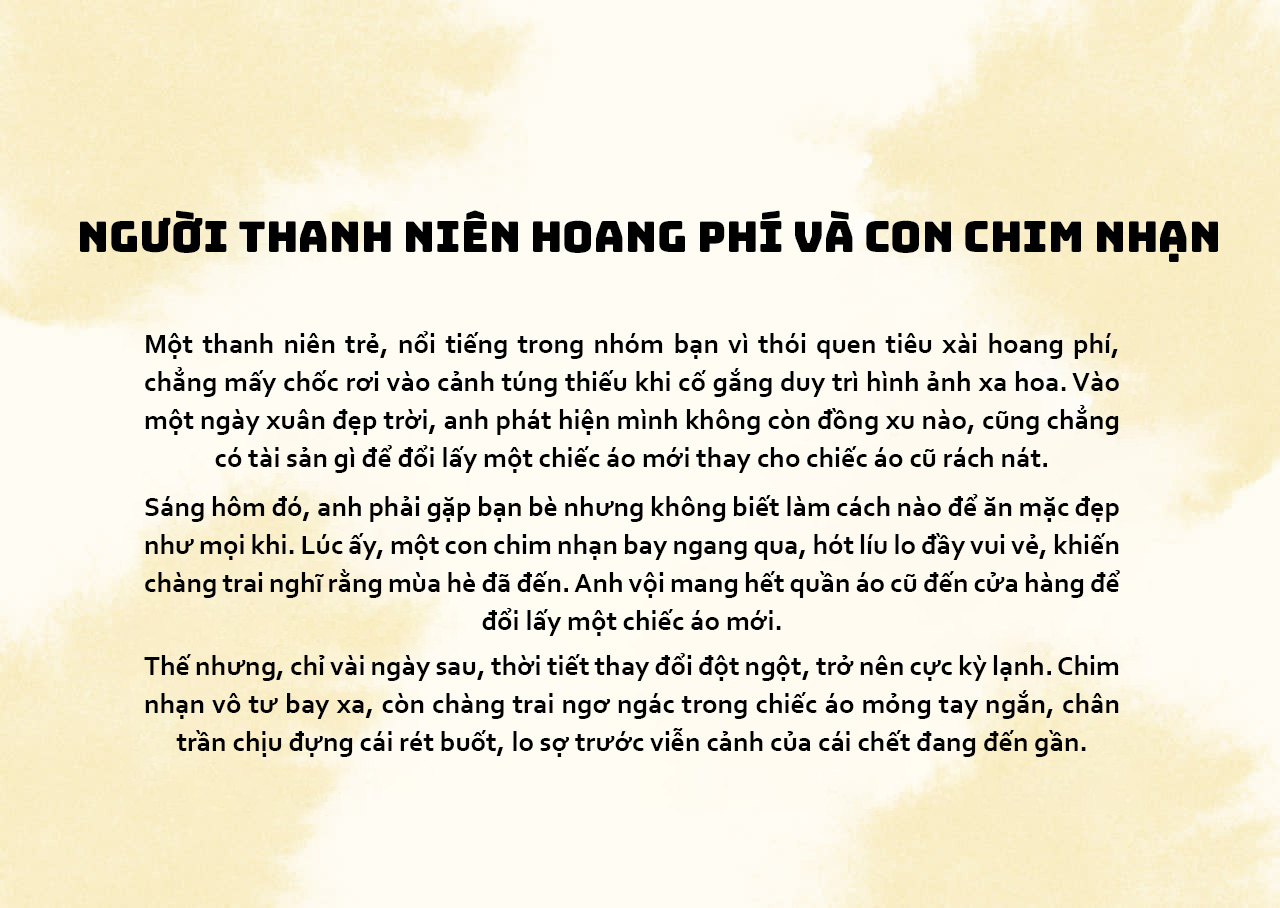 NGƯỜI THANH NIÊN HOANG PHÍ VÀ CON CHIM NHẠN
Một thanh niên trẻ, nổi tiếng trong nhóm bạn vì thói quen tiêu xài hoang phí,
chẳng mấy chốc rơi vào cảnh túng thiếu khi cố gắng duy trì hình ảnh xa hoa. Vào
một ngày xuân đẹp trời, anh phát hiện mình không còn đồng xu nào, cũng chẳng
có tài sản gì để đổi lấy một chiếc áo mới thay cho chiếc áo cũ rách nát.
Sáng hôm đó, anh phải gặp bạn bè nhưng không biết làm cách nào để ăn mặc đẹp
như mọi khi. Lúc ấy, một con chim nhạn bay ngang qua, hót líu lo đầy vui vẻ, khiến
chàng trai nghĩ rằng mùa hè đã đến. Anh vội mang hết quần áo cũ đến cửa hàng để
đổi lấy một chiếc áo mới.
Thế nhưng, chỉ vài ngày sau, thời tiết thay đổi đột ngột, trở nên cực kỳ lạnh. Chim
nhạn vô tư bay xa, còn chàng trai ngơ ngác trong chiếc áo mỏng tay ngắn, chân
trần chịu đựng cái rét buốt, lo sợ trước viễn cảnh của cái chết đang đến gần.